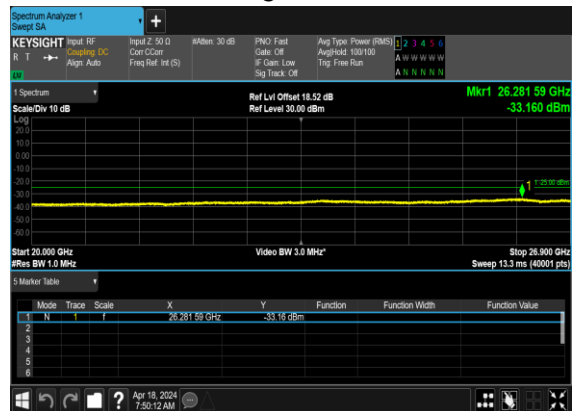 Spectrum Analyzer 1
Swept SA
+
KEYSIGHT Input: RF Input Z: 50 Ω #Atten: 30 dB PNO: Fast Avg Type: Power (RMS) 1 2 3 4 5 6
R T Coupling: DC Corr CCorr Gate: Off Avg|Hold: 100/100 A W W W W W
Align: Auto Freq Ref: Int (S) IF Gain: Low Trig: Free Run
Sig Track: Off A N N N N N
1 Spectrum
Scale/Div 10 dB
Ref Lvl Offset 18.52 dB
Ref Level 30.00 dBm
Mkr1 26.281 59 GHz
-33.160 dBm
Log
20.0
10.0
0.00
-10.0
-20.0
1 1 -25.00 dBm
-30.0
-40.0
-50.0
-60.0
Start 20.000 GHz Video BW 3.0 MHz* Stop 26.900 GHz
#Res BW 1.0 MHz Sweep 13.3 ms (40001 pts)
5 Marker Table
Mode Trace Scale X Y Function Function Width Function Value
1 N 1 f 26.281 59 GHz -33.16 dBm
2
3
4
5
6
? Apr 18, 2024
7:50:12 AM